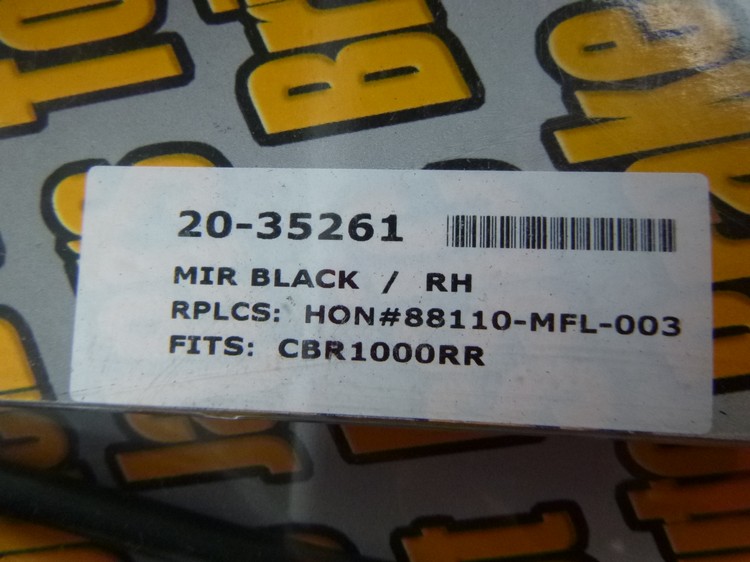 20-35261
MIR BLACK / RH
RPLCS: HON#88110-MFL-003
FITS: CBR1000RR